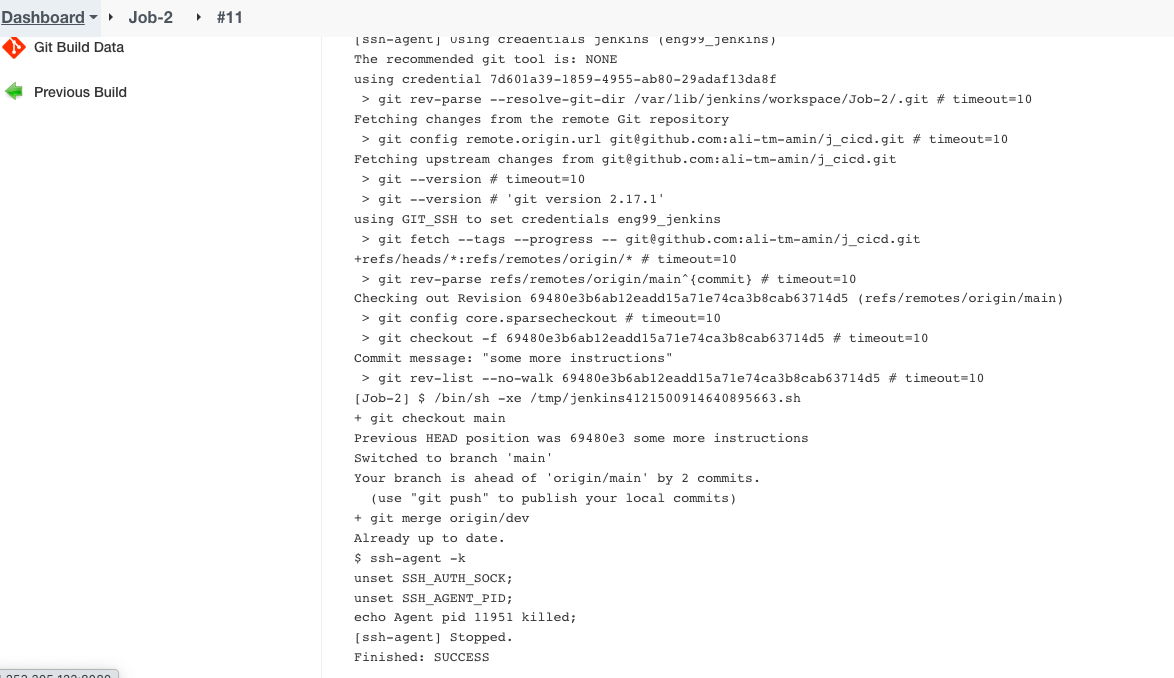 Dashboard
Job-2
#11
Git Build Data
Previous Build
[ssh-agent] Using credentials jenkins (eng99_jenkins)
The recommended git tool is: NONE
using credential 7d601a39-1859-4955-ab80-29adaf13da8f
> git rev-parse --resolve-git-dir /var/lib/jenkins/workspace/Job-2/.git # timeout=10
Fetching changes from the remote Git repository
> git config remote.origin.url git@github.com:ali-tm-amin/j_cicd.git # timeout=10
Fetching upstream changes from git@github.com:ali-tm-amin/j_cicd.git
> git --version # timeout=10
> git --version # 'git version 2.17.1'
using GIT_SSH to set credentials eng99_jenkins
> git fetch --tags --progress -- git@github.com:ali-tm-amin/j_cicd.git
+refs/heads/*:refs/remotes/origin/* # timeout=10
> git rev-parse refs/remotes/origin/main^{commit} # timeout=10
Checking out Revision 69480e3b6ab12eadd15a71e74ca3b8cab63714d5 (refs/remotes/origin/main)
> git config core.sparsecheckout # timeout=10
> git checkout -f 69480e3b6ab12eadd15a71e74ca3b8cab63714d5 # timeout=10
Commit message: "some more instructions"
> git rev-list --no-walk 69480e3b6ab12eadd15a71e74ca3b8cab63714d5 # timeout=10
[Job-2] $ /bin/sh -xe /tmp/jenkins4121500914640895663.sh
+ git checkout main
Previous HEAD position was 69480e3 some more instructions
Switched to branch 'main'
Your branch is ahead of 'origin/main' by 2 commits.
(use "git push" to publish your local commits)
+ git merge origin/dev
Already up to date.
$ ssh-agent -k
unset SSH_AUTH_SOCK;
unset SSH_AGENT_PID;
echo Agent pid 11951 killed;
[ssh-agent] Stopped.
Finished: SUCCESS